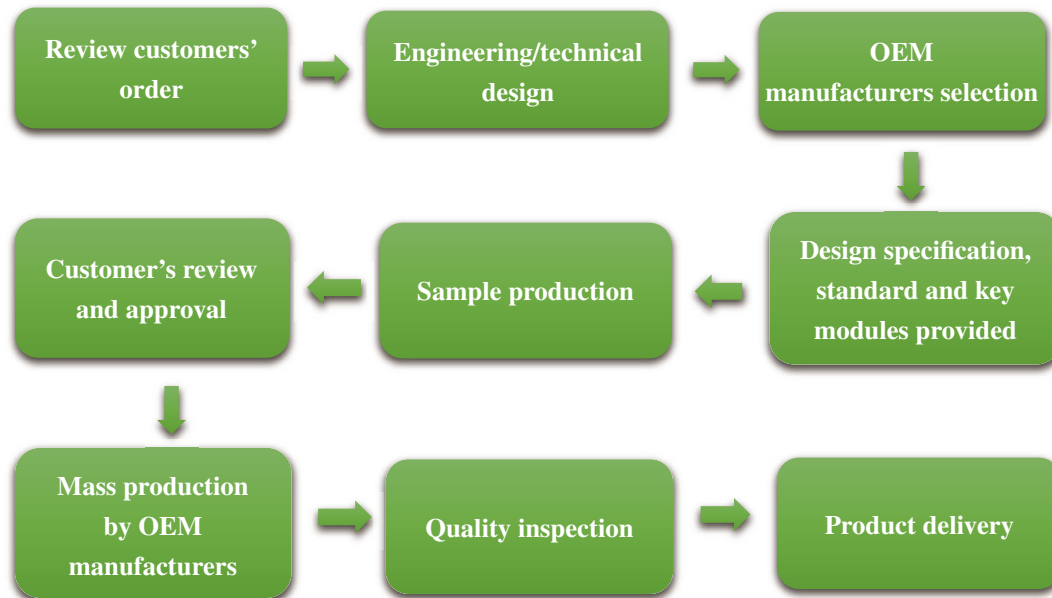 Review customers’
order
Engineering/technical
design
OEM
manufacturers selection
Design specification,
standard and key
modules provided
Sample production
Customer’s review
and approval
Mass production
by OEM
manufacturers
Quality inspection
Product delivery